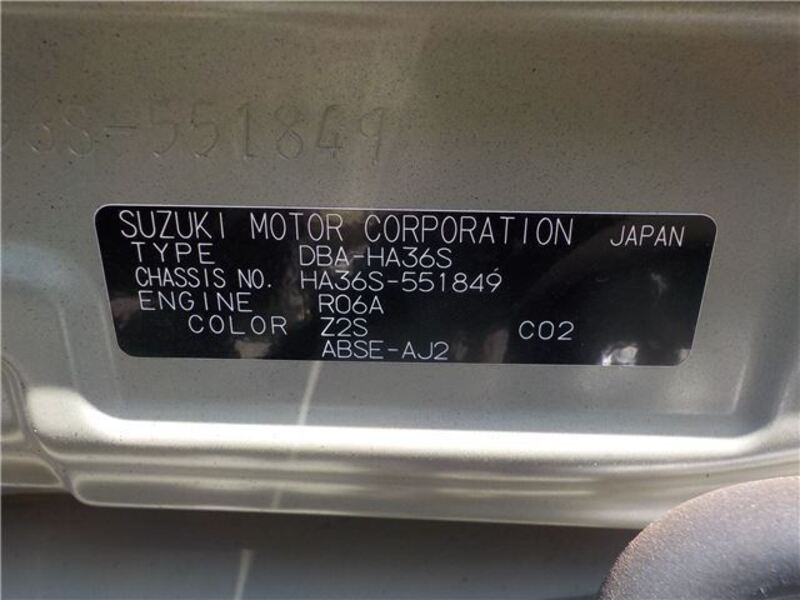 3S-551849
SUZUKI MOTOR CORPORATION JAPAN
TYPE DBA-HA36S
CHASSIS NO. HA36S-551849
ENGINE R06A
COLOR Z2S C02
ABSE-AJ2